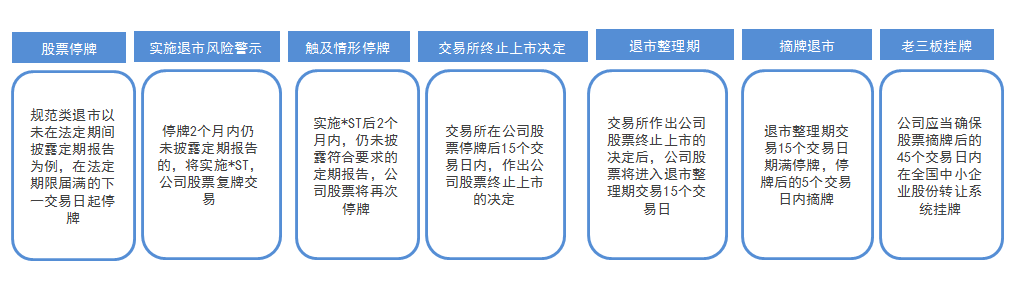 股票停牌
实施退市风险警示
触及情形停牌
交易所终止上市决定
退市整理期
摘牌退市
老三板挂牌
规范类退市以
未在法定期间
披露定期报告
为例，在法定
期限届满的下
一交易日起停
牌
停牌2个月内仍
未披露定期报告
的，将实施*ST，
公司股票复牌交
易
实施*ST后2个
月内，仍未披
露符合要求的
定期报告，公
司股票将再次
停牌
交易所在公司股
票停牌后15个交
易日内，作出公
司股票终止上市
的决定
交易所作出公司
股票终止上市的
决定后，公司股
票将进入退市整
理期交易15个交
易日
退市整理期交
易15个交易日
期满停牌，停
牌后的5个交易
日内摘牌
公司应当确保
股票摘牌后的
45个交易日内
在全国中小企
业股份转让系
统挂牌